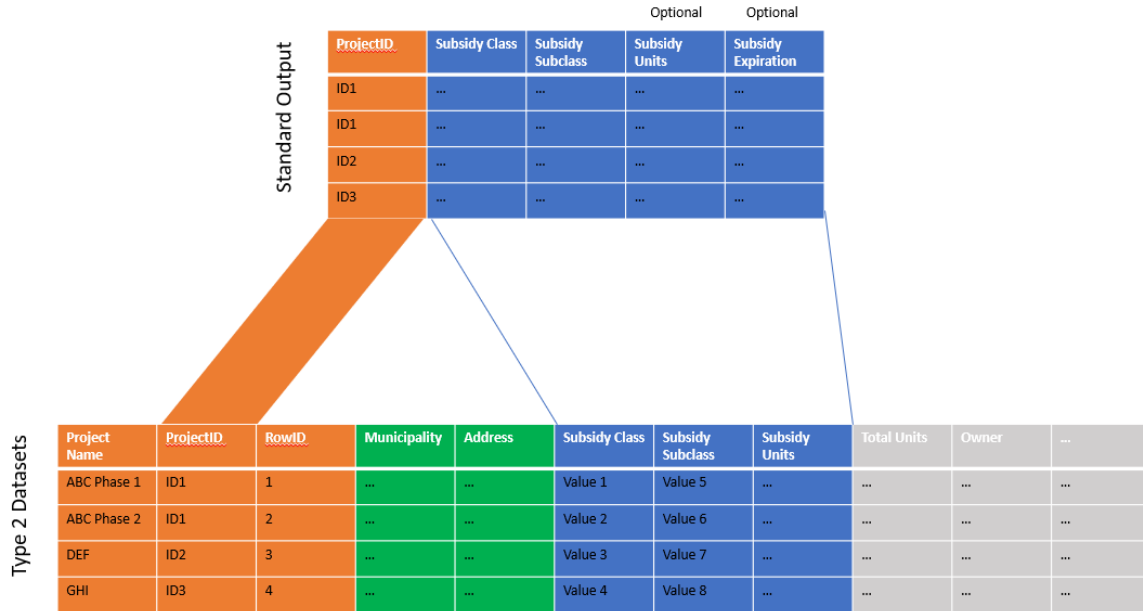 Optional Optional
Standard Output
ProjectID Subsidy Class Subsidy Subsidy Subsidy
Subclass Units Expiration
ID1 ... ... ... ...
ID1 ... ... ... ...
ID2 ... ... ... ...
ID3 ... ... ... ...
Type 2 Datasets
Project ProjectID RowID Municipality Address Subsidy Class Subsidy Subsidy Total Units Owner ...
Name Subclass Units
ABC Phase 1 ID1 1 ... ... Value 1 Value 5 ... ... ... ...
ABC Phase 2 ID1 2 ... ... Value 2 Value 6 ... ... ... ...
DEF ID2 3 ... ... Value 3 Value 7 ... ... ... ...
GHI ID3 4 ... ... Value 4 Value 8 ... ... ... ...